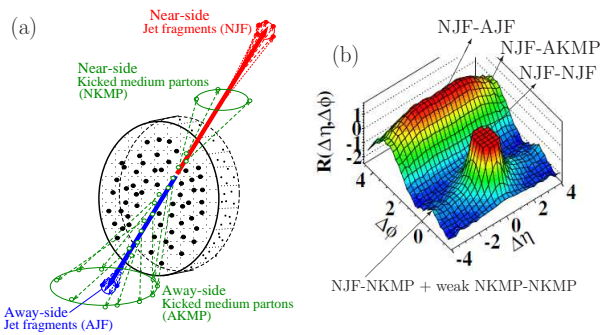 (a)
Near-side
Jet fragments (NJF)
Near-side
Kicked medium partons
(NKMP)
Away-side
Jet fragments (AJF)
Away-side
Kicked medium partons
(AKMP)
(b)
NJF-AJF
NJF-AKMP
NJF-NJF
R(Δη,Δϕ)
1
0
-1
-2
4
2
Δϕ
0
-4
-2
0
Δη
2
4
NJF-NKMP + weak NKMP-NKMP